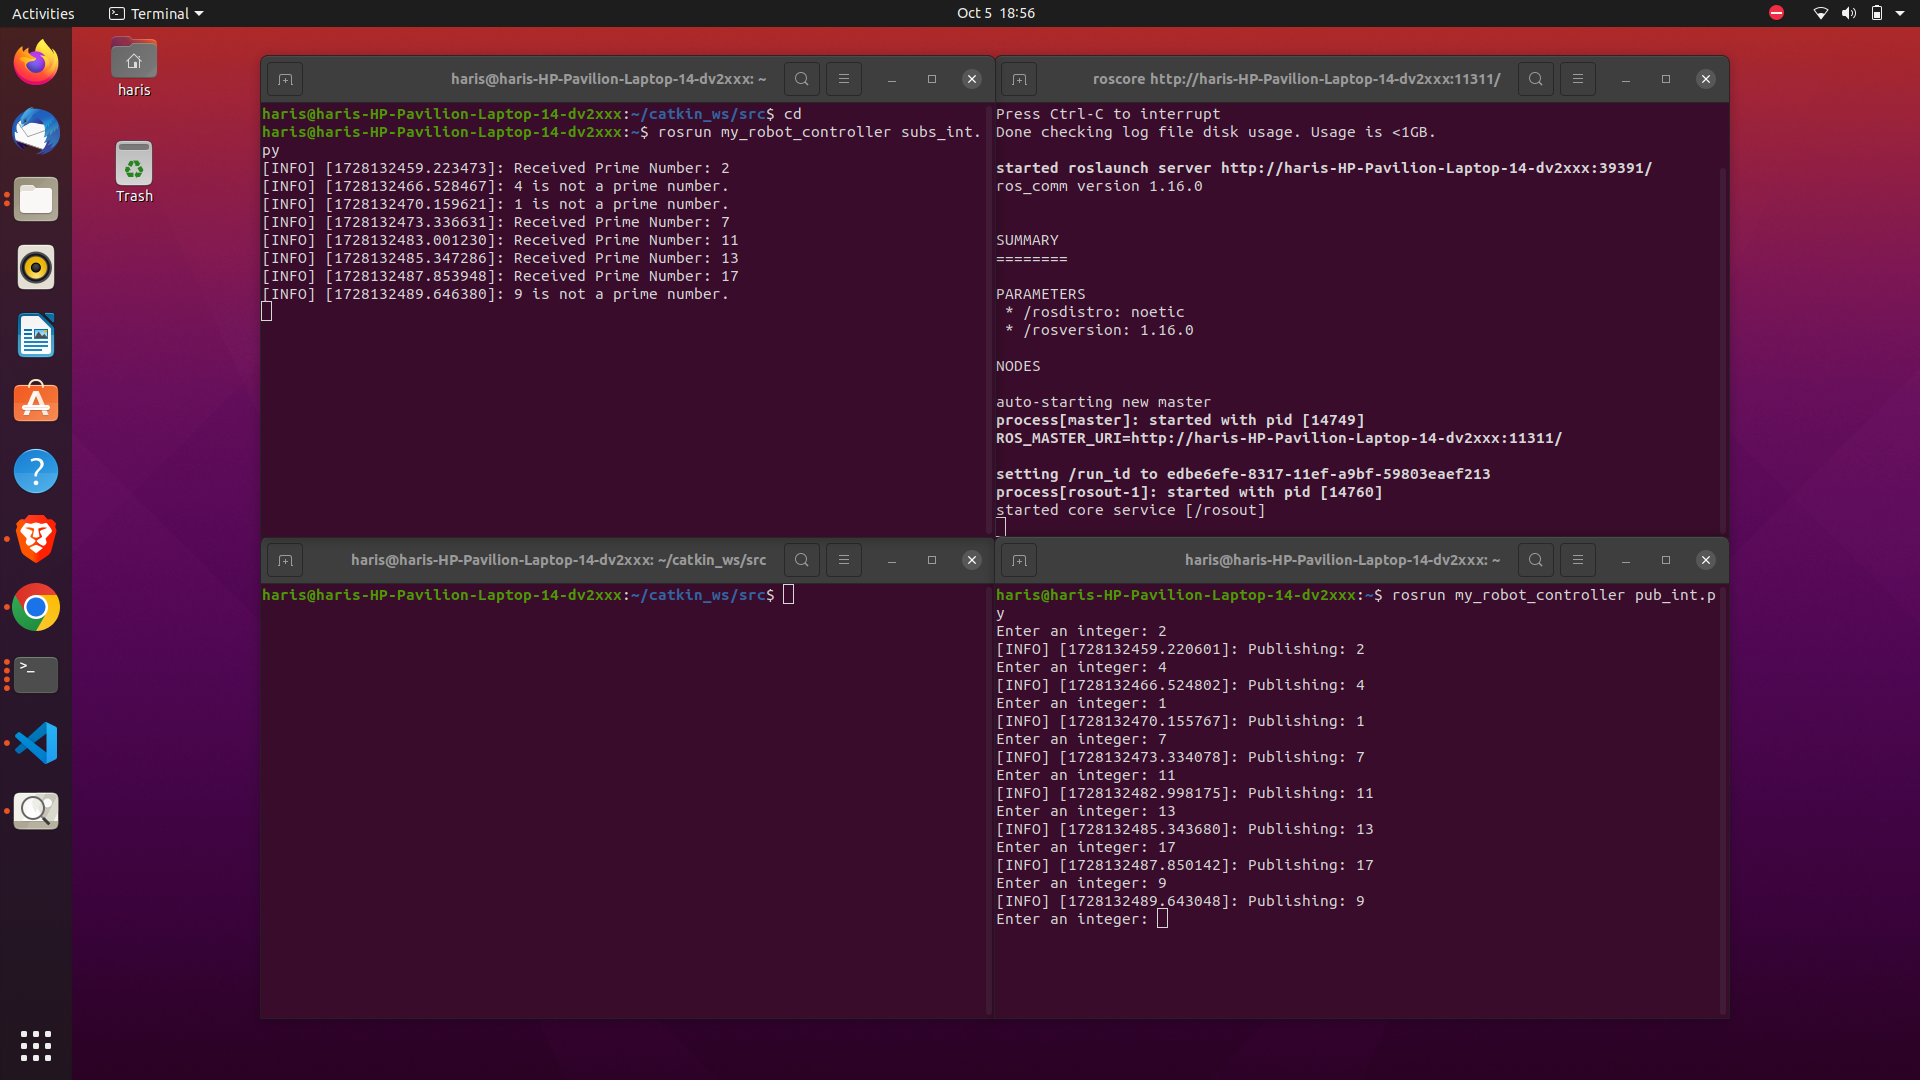 Activities
Terminal
Oct 5 18:56
haris
Trash
haris@haris-HP-Pavilion-Laptop-14-dv2xxx: ~
haris@haris-HP-Pavilion-Laptop-14-dv2xxx:~/catkin_ws/src$ cd
haris@haris-HP-Pavilion-Laptop-14-dv2xxx:~$ rosrun my_robot_controller subs_int.
py
[INFO] [1728132459.223473]: Received Prime Number: 2
[INFO] [1728132466.528467]: 4 is not a prime number.
[INFO] [1728132470.159621]: 1 is not a prime number.
[INFO] [1728132473.336631]: Received Prime Number: 7
[INFO] [1728132483.001230]: Received Prime Number: 11
[INFO] [1728132485.347286]: Received Prime Number: 13
[INFO] [1728132487.853948]: Received Prime Number: 17
[INFO] [1728132489.646380]: 9 is not a prime number.
roscore http://haris-HP-Pavilion-Laptop-14-dv2xxx:11311/
Press Ctrl-C to interrupt
Done checking log file disk usage. Usage is <1GB.
started roslaunch server http://haris-HP-Pavilion-Laptop-14-dv2xxx:39391/
ros_comm version 1.16.0
SUMMARY
========
PARAMETERS
* /rosdistro: noetic
* /rosversion: 1.16.0
NODES
auto-starting new master
process[master]: started with pid [14749]
ROS_MASTER_URI=http://haris-HP-Pavilion-Laptop-14-dv2xxx:11311/
setting /run_id to edbe6efe-8317-11ef-a9bf-59803eaef213
process[rosout-1]: started with pid [14760]
started core service [/rosout]
haris@haris-HP-Pavilion-Laptop-14-dv2xxx: ~/catkin_ws/src
haris@haris-HP-Pavilion-Laptop-14-dv2xxx:~/catkin_ws/src$
haris@haris-HP-Pavilion-Laptop-14-dv2xxx: ~
haris@haris-HP-Pavilion-Laptop-14-dv2xxx:~$ rosrun my_robot_controller pub_int.p
y
Enter an integer: 2
[INFO] [1728132459.220601]: Publishing: 2
Enter an integer: 4
[INFO] [1728132466.524802]: Publishing: 4
Enter an integer: 1
[INFO] [1728132470.155767]: Publishing: 1
Enter an integer: 7
[INFO] [1728132473.334078]: Publishing: 7
Enter an integer: 11
[INFO] [1728132482.998175]: Publishing: 11
Enter an integer: 13
[INFO] [1728132485.343680]: Publishing: 13
Enter an integer: 17
[INFO] [1728132487.850142]: Publishing: 17
Enter an integer: 9
[INFO] [1728132489.643048]: Publishing: 9
Enter an integer: